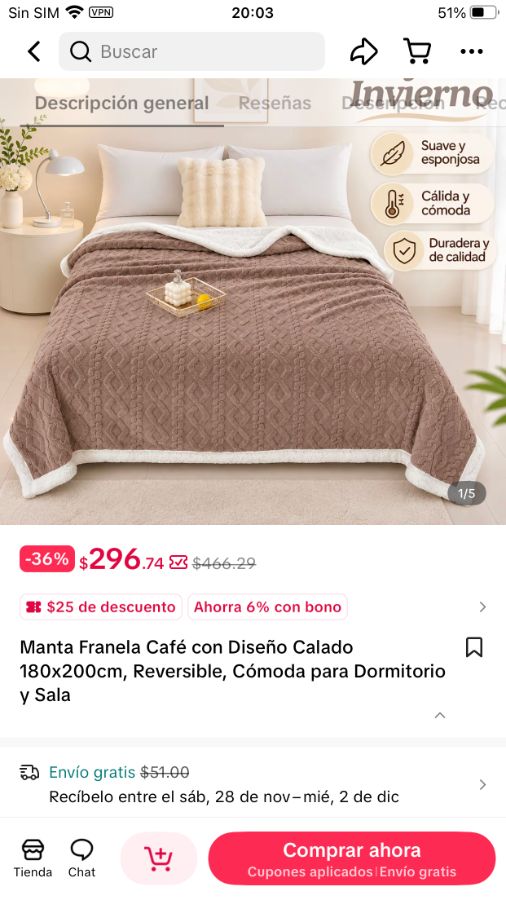 Sin SIM VPN 20:03 51%
Buscar
Invierno
Descripción general Reseñas Descripción Rec
Suave y
esponjosa
Cálida y
cómoda
Duradera y
de calidad
1/5
-36% $296.74 $466.29
$25 de descuento Ahorra 6% con bono
Manta Franela Café con Diseño Calado
180x200cm, Reversible, Cómoda para Dormitorio
y Sala
Envío gratis $51.00
Recíbelo entre el sáb, 28 de nov–mié, 2 de dic
Comprar ahora
Tienda Chat Cupones aplicados|Envío gratis